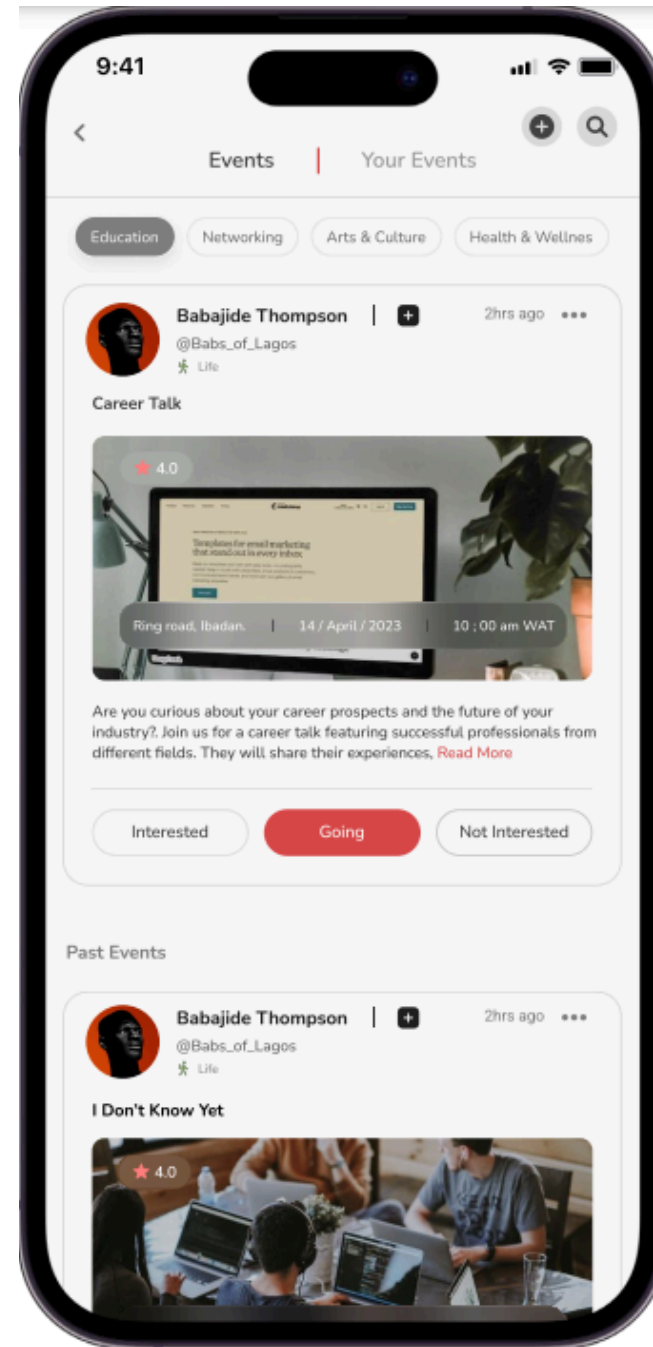 9:41
Events
Your Events
Education
Networking
Arts & Culture
Health & Wellnes
Babajide Thompson
2hrs ago
@Babs_of_Lagos
Life
Career Talk
4.0
Templates for email marketing
that stand out in every inbox
Ring road, Ibadan. | 14 / April / 2023 | 10 ; 00 am WAT
Are you curious about your career prospects and the future of your
industry?. Join us for a career talk featuring successful professionals from
different fields. They will share their experiences, Read More
Interested
Going
Not Interested
Past Events
Babajide Thompson
2hrs ago
@Babs_of_Lagos
Life
I Don't Know Yet
4.0